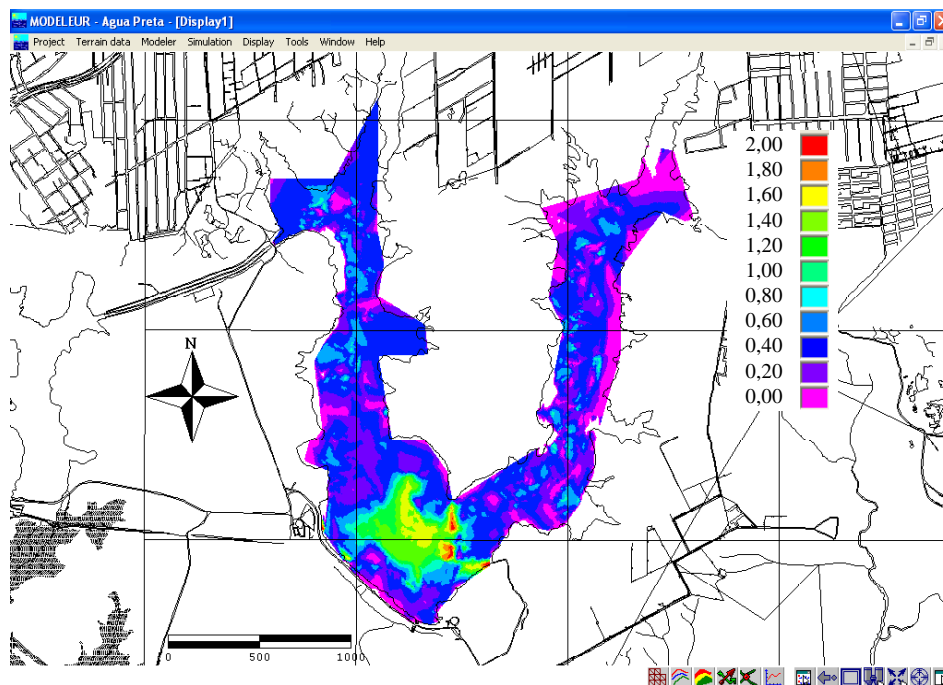 MODELEUR - Agua Preta - [Display1]
Project Terrain data Modeler Simulation Display Tools Window Help
2,00
1,80
1,60
1,40
1,20
1,00
0,80
0,60
0,40
0,20
0,00
N
0 500 1000